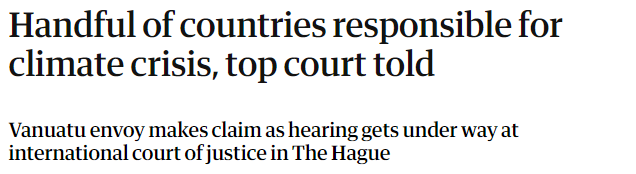 Handful of countries responsible for
climate crisis, top court told
Vanuatu envoy makes claim as hearing gets under way at
international court of justice in The Hague